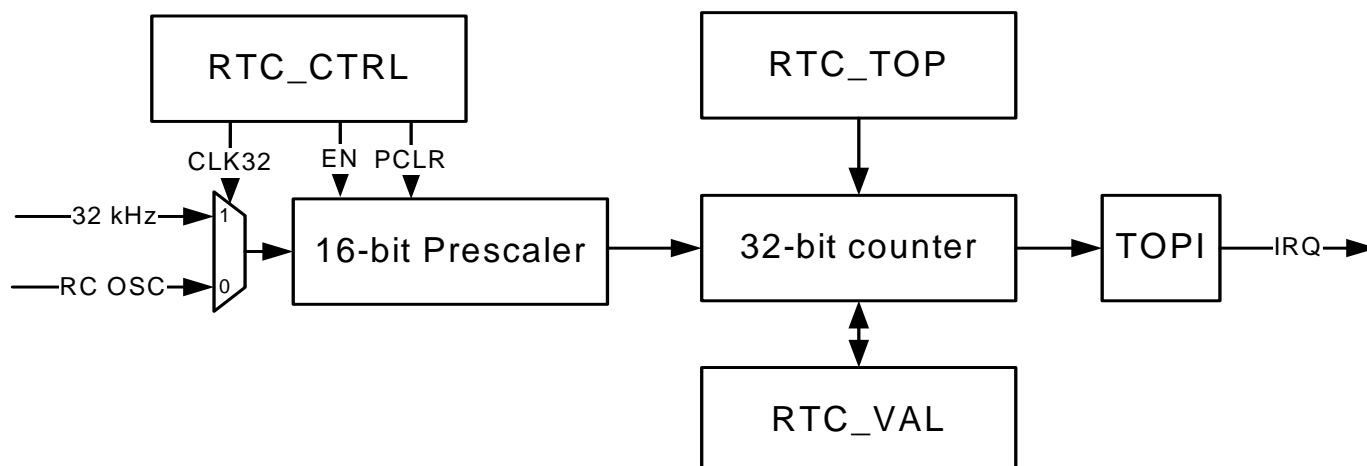 RTC_CTRL
RTC_TOP
CLK32
EN
PCLR
32 kHz
1
16-bit Prescaler
32-bit counter
TOPI
IRQ
RC OSC
0
RTC_VAL